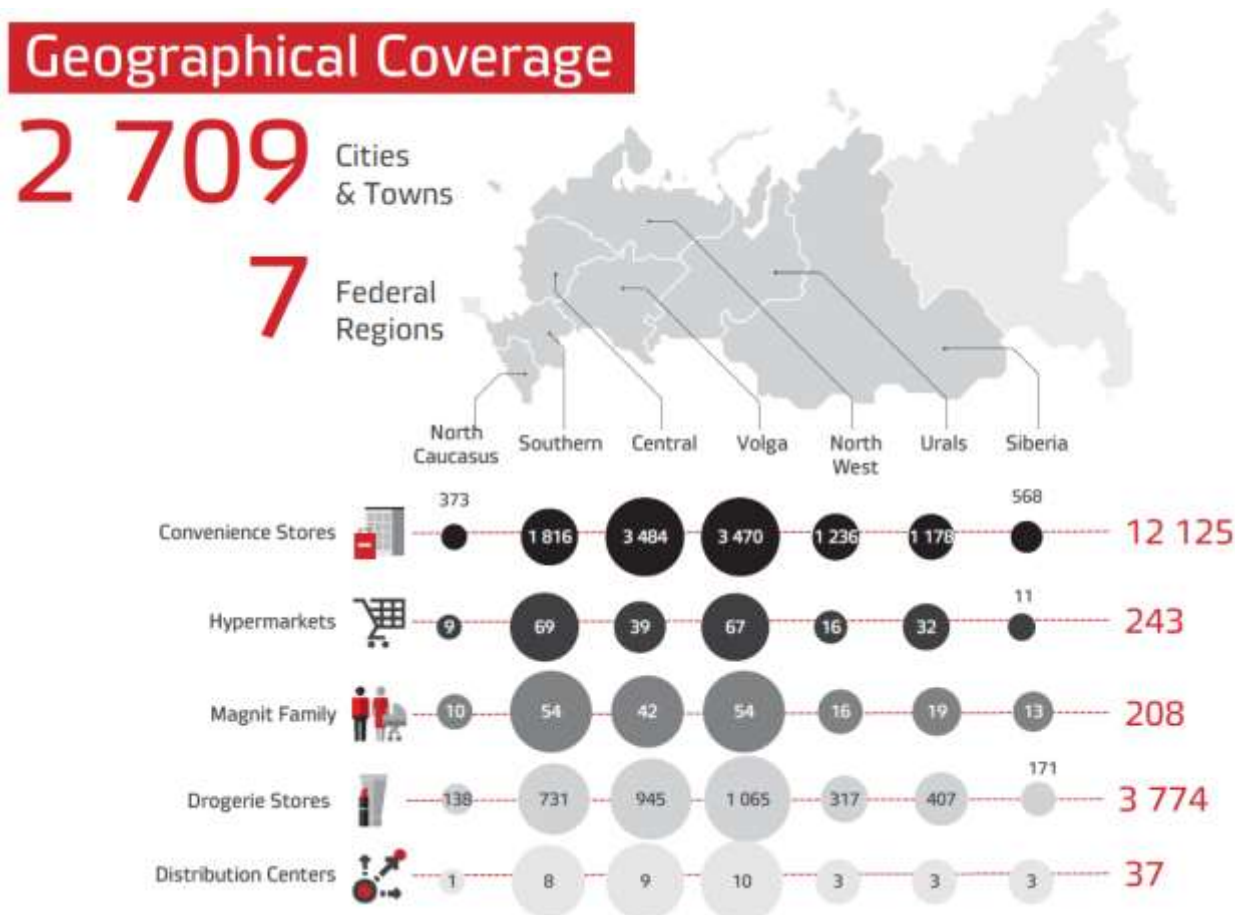 Geographical Coverage
2 709
Cities
& Towns
7
Federal
Regions
North
Caucasus
Southern
Central
Volga
North
West
Urals
Siberia
Convenience Stores
373
1 816
3 484
3 470
1 236
1 178
568
12 125
Hypermarkets
9
69
39
67
16
32
11
243
Magnit Family
10
54
42
54
16
19
13
208
Drogerie Stores
138
731
945
1 065
317
407
171
3 774
Distribution Centers
1
8
9
10
3
3
3
37